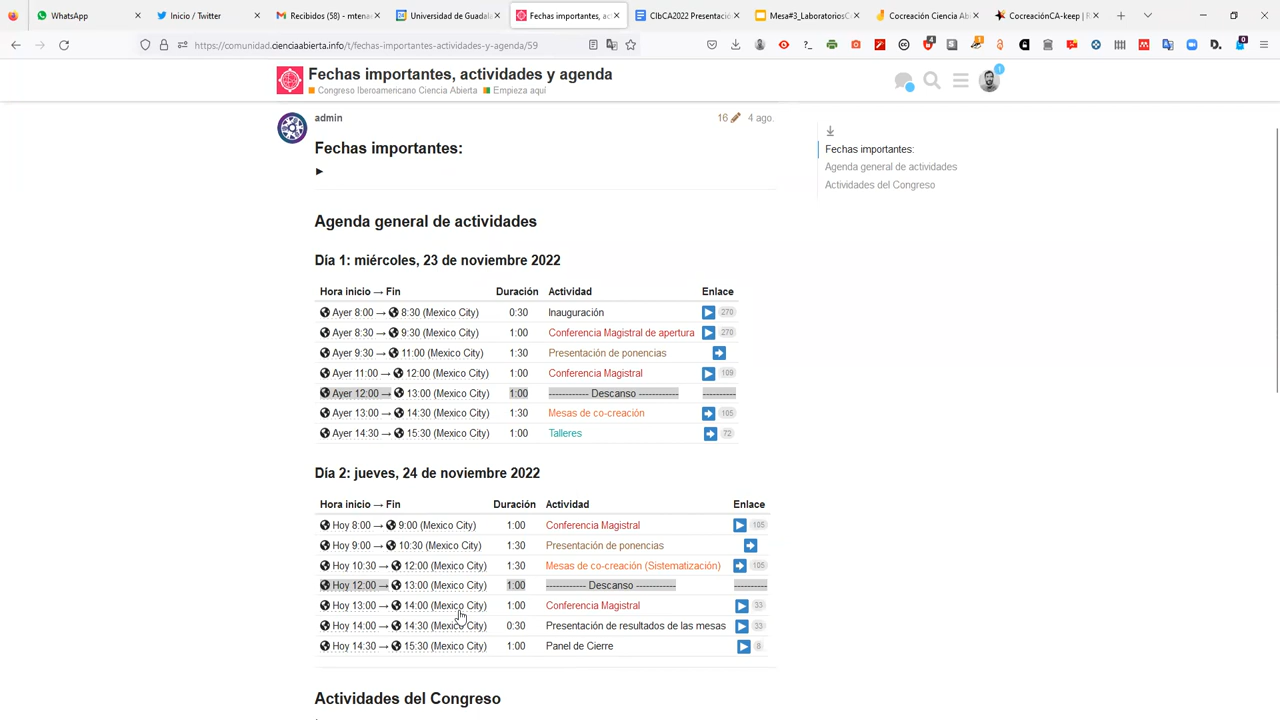 WhatsApp
Inicio / Twitter
Recibidos (58) - mtena
Universidad de Guadala
Fechas importantes, ac
CIbCA2022 Presentació
Mesa#3_LaboratoriosC
Cocreación Ciencia Ab
CocreaciónCA-keep | R
https://comunidad.cienciaabierta.info/t/fechas-importantes-actividades-y-agenda/53
Fechas importantes, actividades y agenda
Congreso Iberoamericano Ciencia Abierta Empieza aquí
1
admin 16 4 ago.
Fechas importantes:
Fechas importantes:
Agenda general de actividades
Actividades del Congreso
Agenda general de actividades
Día 1: miércoles, 23 de noviembre 2022
Hora inicio → Fin Duración Actividad Enlace
Ayer 8:00 → 8:30 (Mexico City) 0:30 Inauguración 270
Ayer 8:30 → 9:30 (Mexico City) 1:00 Conferencia Magistral de apertura 270
Ayer 9:30 → 11:00 (Mexico City) 1:30 Presentación de ponencias
Ayer 11:00 → 12:00 (Mexico City) 1:00 Conferencia Magistral 109
Ayer 12:00 → 13:00 (Mexico City) 1:00 ------------ Descanso ------------ ----------
Ayer 13:00 → 14:30 (Mexico City) 1:30 Mesas de co-creación 105
Ayer 14:30 → 15:30 (Mexico City) 1:00 Talleres 72
Día 2: jueves, 24 de noviembre 2022
Hora inicio → Fin Duración Actividad Enlace
Hoy 8:00 → 9:00 (Mexico City) 1:00 Conferencia Magistral 105
Hoy 9:00 → 10:30 (Mexico City) 1:30 Presentación de ponencias
Hoy 10:30 → 12:00 (Mexico City) 1:30 Mesas de co-creación (Sistematización) 105
Hoy 12:00 → 13:00 (Mexico City) 1:00 ------------ Descanso ------------ ----------
Hoy 13:00 → 14:00 (Mexico City) 1:00 Conferencia Magistral 33
Hoy 14:00 → 14:30 (Mexico City) 0:30 Presentación de resultados de las mesas 33
Hoy 14:30 → 15:30 (Mexico City) 1:00 Panel de Cierre 8
Actividades del Congreso